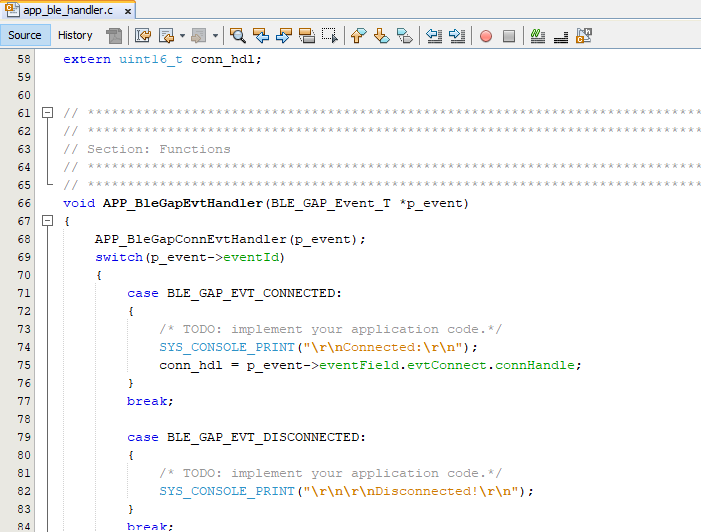 app_ble_handler.c
Source History
58 extern uint16_t conn_hdl;
59
60
61 // *****************************************************************************
62 // *****************************************************************************
63 // Section: Functions
64 // *****************************************************************************
65 // *****************************************************************************
66 void APP_BleGapEvtHandler(BLE_GAP_Event_T *p_event)
67 {
68 APP_BleGapConnEvtHandler(p_event);
69 switch(p_event->eventId)
70 {
71 case BLE_GAP_EVT_CONNECTED:
72 {
73 /* TODO: implement your application code.*/
74 SYS_CONSOLE_PRINT("\r\nConnected:\r\n");
75 conn_hdl = p_event->eventField.evtConnect.connHandle;
76 }
77 break;
78
79 case BLE_GAP_EVT_DISCONNECTED:
80 {
81 /* TODO: implement your application code.*/
82 SYS_CONSOLE_PRINT("\r\n\r\nDisconnected!\r\n");
83 }
84 break;